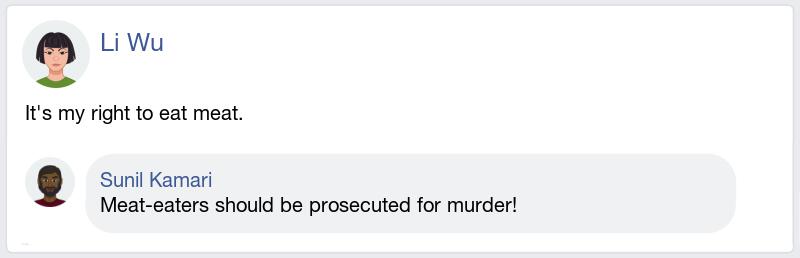 Li Wu
It's my right to eat meat.
Sunil Kamari
Meat-eaters should be prosecuted for murder!